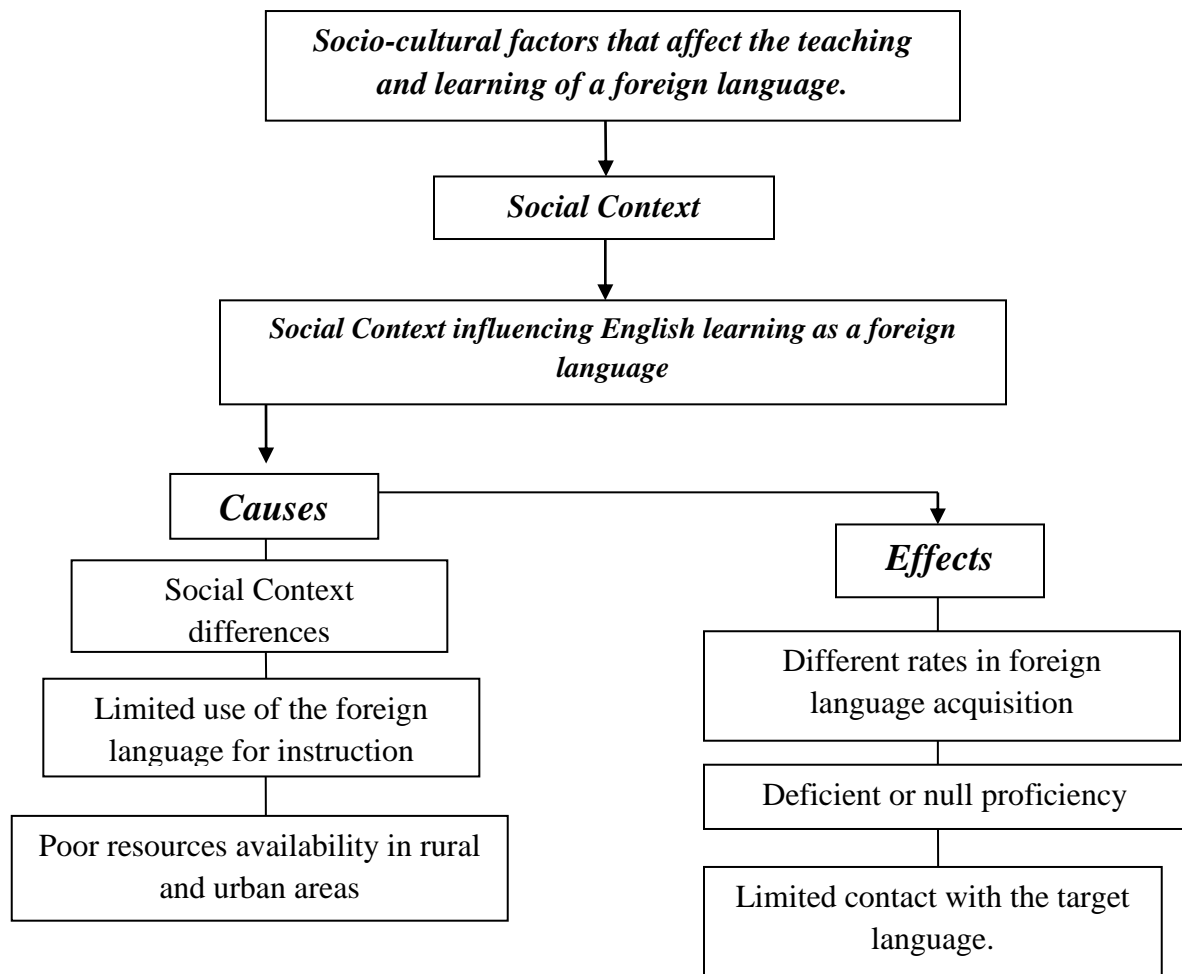 Socio-cultural factors that affect the teaching
and learning of a foreign language.
Social Context
Social Context influencing English learning as a foreign
language
Causes
Social Context
differences
Limited use of the foreign
language for instruction
Poor resources availability in rural
and urban areas
Effects
Different rates in foreign
language acquisition
Deficient or null proficiency
Limited contact with the target
language.